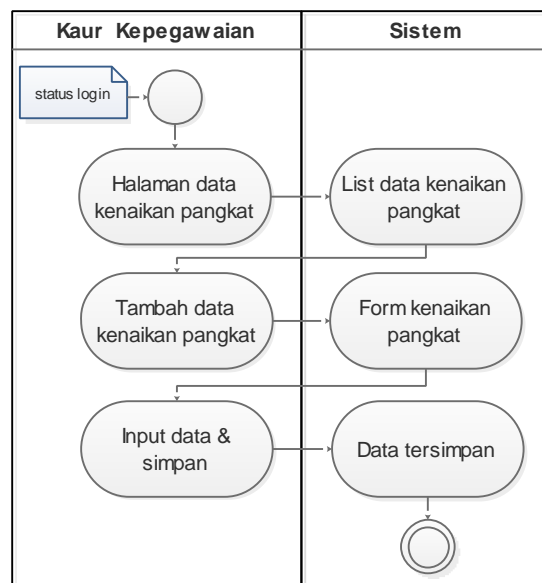 Kaur Kepegawaian
Sistem
status login
Halaman data
kenaikan pangkat
List data kenaikan
pangkat
Tambah data
kenaikan pangkat
Form kenaikan
pangkat
Input data &
simpan
Data tersimpan